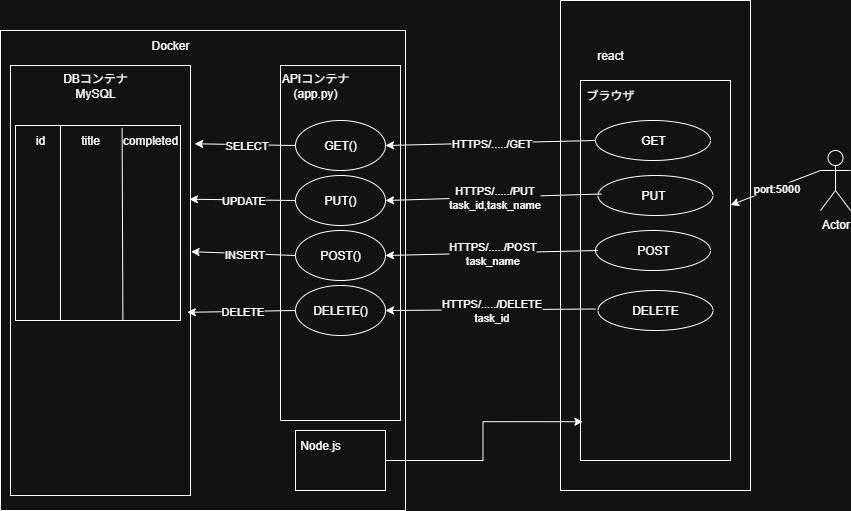 Docker
DBコンテナ
MySQL
id
title
completed
APIコンテナ
(app.py)
SELECT
GET()
UPDATE
PUT()
INSERT
POST()
DELETE
DELETE()
Node.js
HTTPS/...../GET
HTTPS/...../PUT
task_id,task_name
HTTPS/...../POST
task_name
HTTPS/...../DELETE
task_id
react
ブラウザ
GET
PUT
POST
DELETE
port:5000
Actor